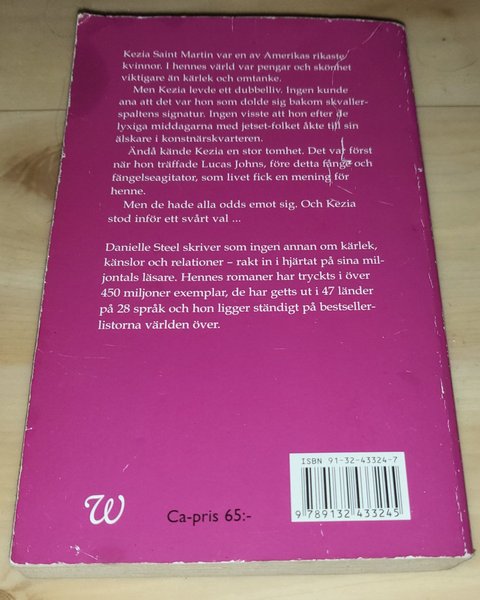 Kezia Saint Martin var en av Amerikas rikaste
kvinnor. I hennes värld var pengar och skönhet
viktigare än kärlek och omtanke.
Men Kezia levde ett dubbelliv. Ingen kunde
ana att det var hon som dolde sig bakom skvaller-
spaltens signatur. Ingen visste att hon efter de
lyxiga middagarna med jetset-folket åkte till sin
älskare i konstnärskvarteren.
Ändå kände Kezia en stor tomhet. Det var först
när hon träffade Lucas Johns, före detta fånge och
fängelseagitator, som livet fick en mening för
henne.
Men de hade alla odds emot sig. Och Kezia
stod inför ett svårt val ...
Danielle Steel skriver som ingen annan om kärlek,
känslor och relationer – rakt in i hjärtat på sina mil-
jontals läsare. Hennes romaner har tryckts i över
450 miljoner exemplar, de har getts ut i 47 länder
på 28 språk och hon ligger ständigt på bestseller-
listorna världen över.
ISBN 91-32-43324-7
9 789132 433245
W
Ca-pris 65:-